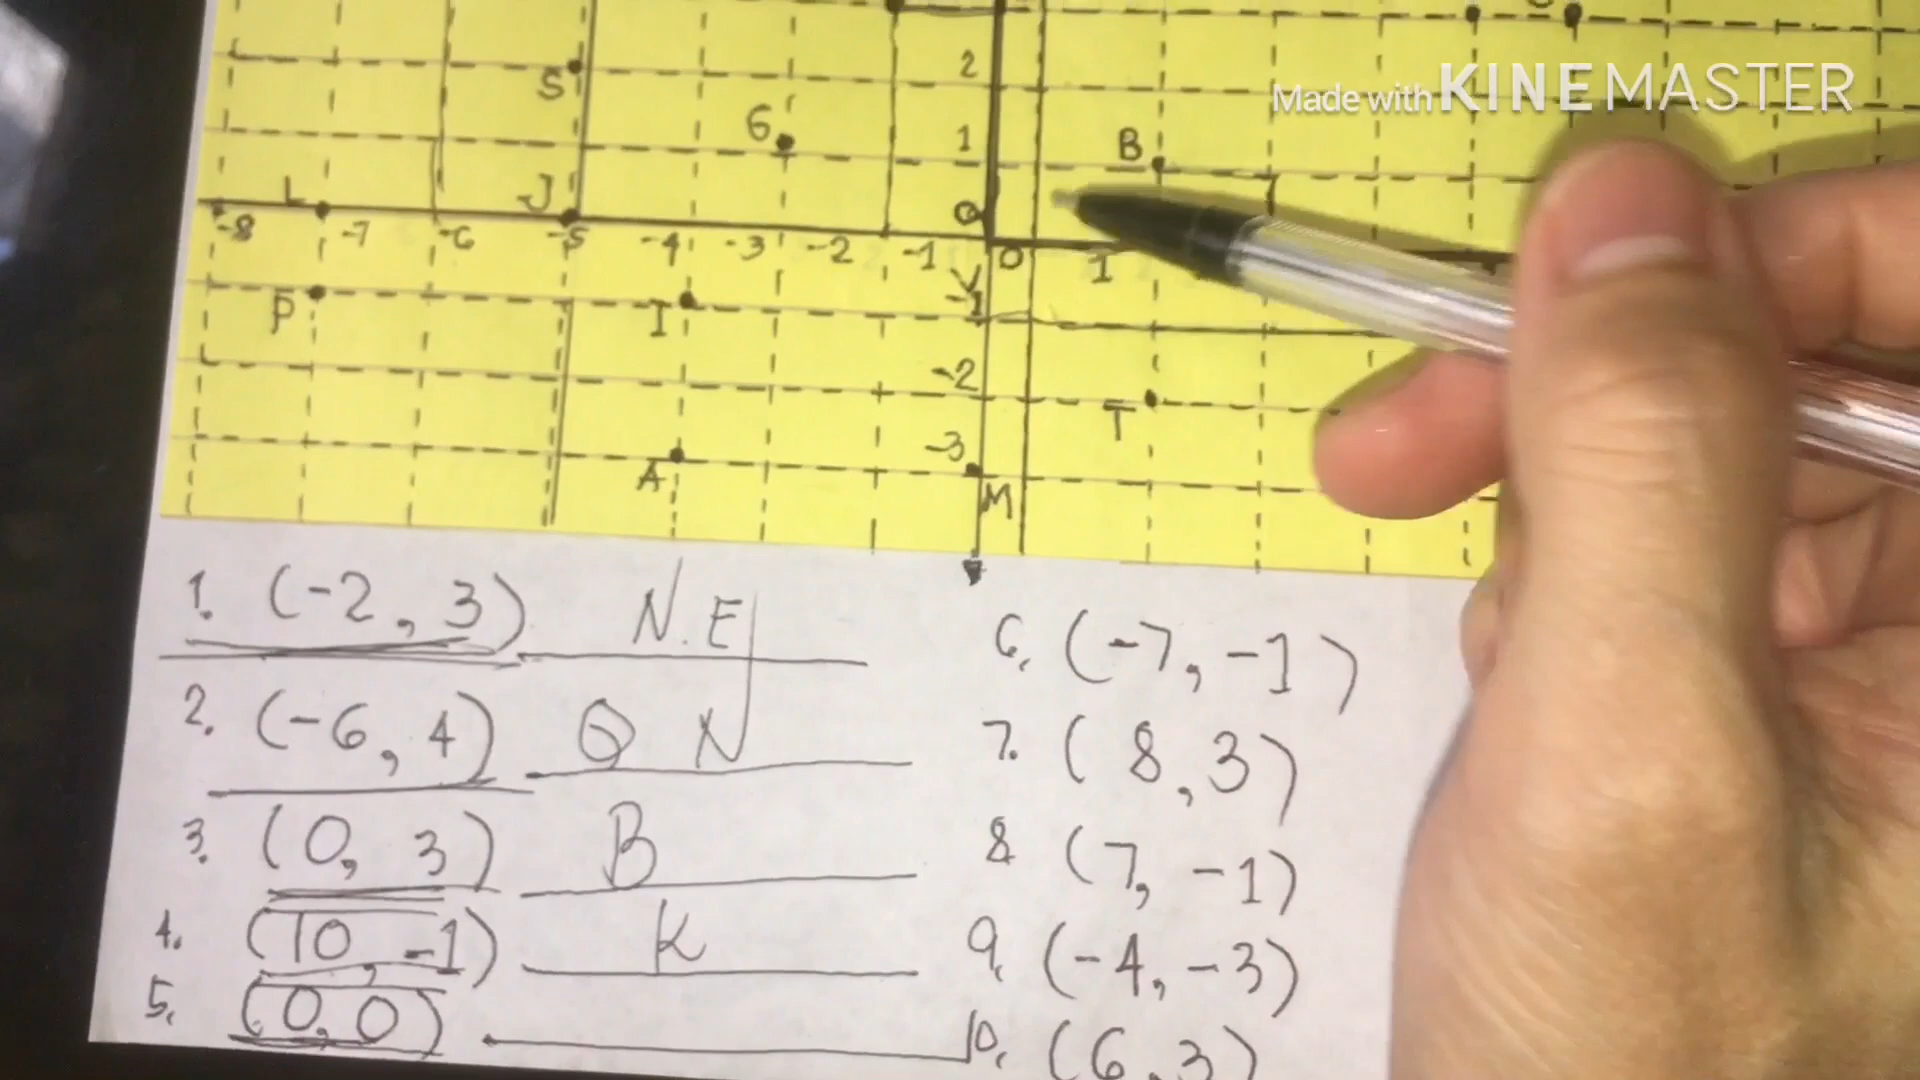 2
S
Made with KINEMASTER
G
1
B
L
J
0
-8 -7 -6 -5 -4 -3 -2 -1 0 1
V
P
I
-1
-2
T
-3
A
M
1. (-2, 3) N.E
2. (-6, 4) Q N
3. (0, 3) B
4. (10, -1) K
5. (0,0)
6. (-7, -1)
7. (8,3)
8 (7, -1)
9. (-4, -3)
10. (6,3)